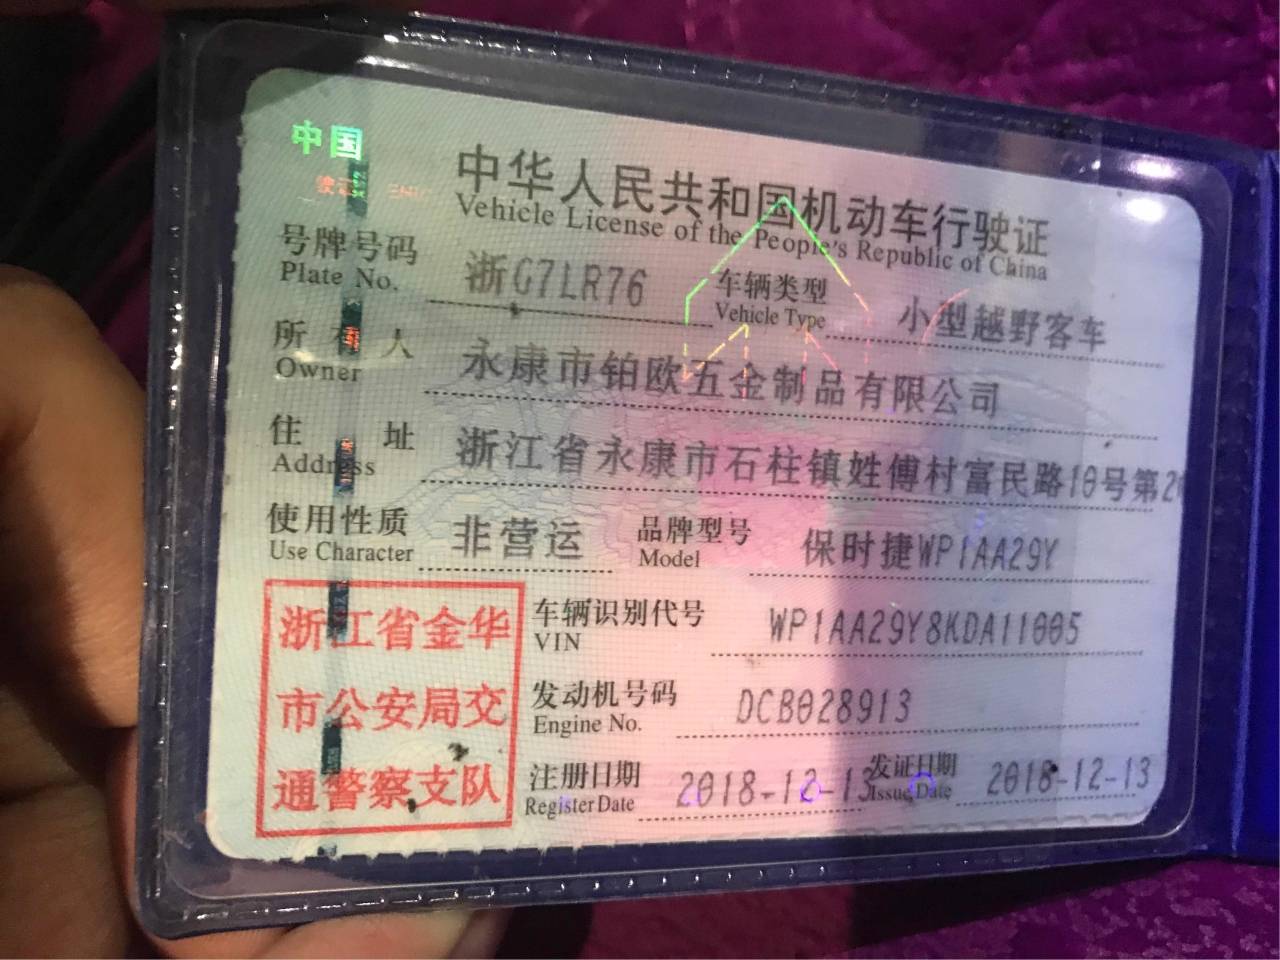 中国
中华人民共和国机动车行驶证
Vehicle License of the People's Republic of China
号牌号码 浙G7LR76 车辆类型 小型越野客车
Plate No. Vehicle Type
所有人 永康市铂欧五金制品有限公司
Owner
住址 浙江省永康市石柱镇姓傅村富民路10号第2
Address
使用性质 非营运 品牌型号 保时捷WP1AA29Y
Use Character Model
浙江省金华
市公安局交
通警察支队
车辆识别代号 WP1AA29Y8KDA11005
VIN
发动机号码 DCB028913
Engine No.
注册日期 2018-12-13 发证日期 2018-12-13
Register Date Issue Date